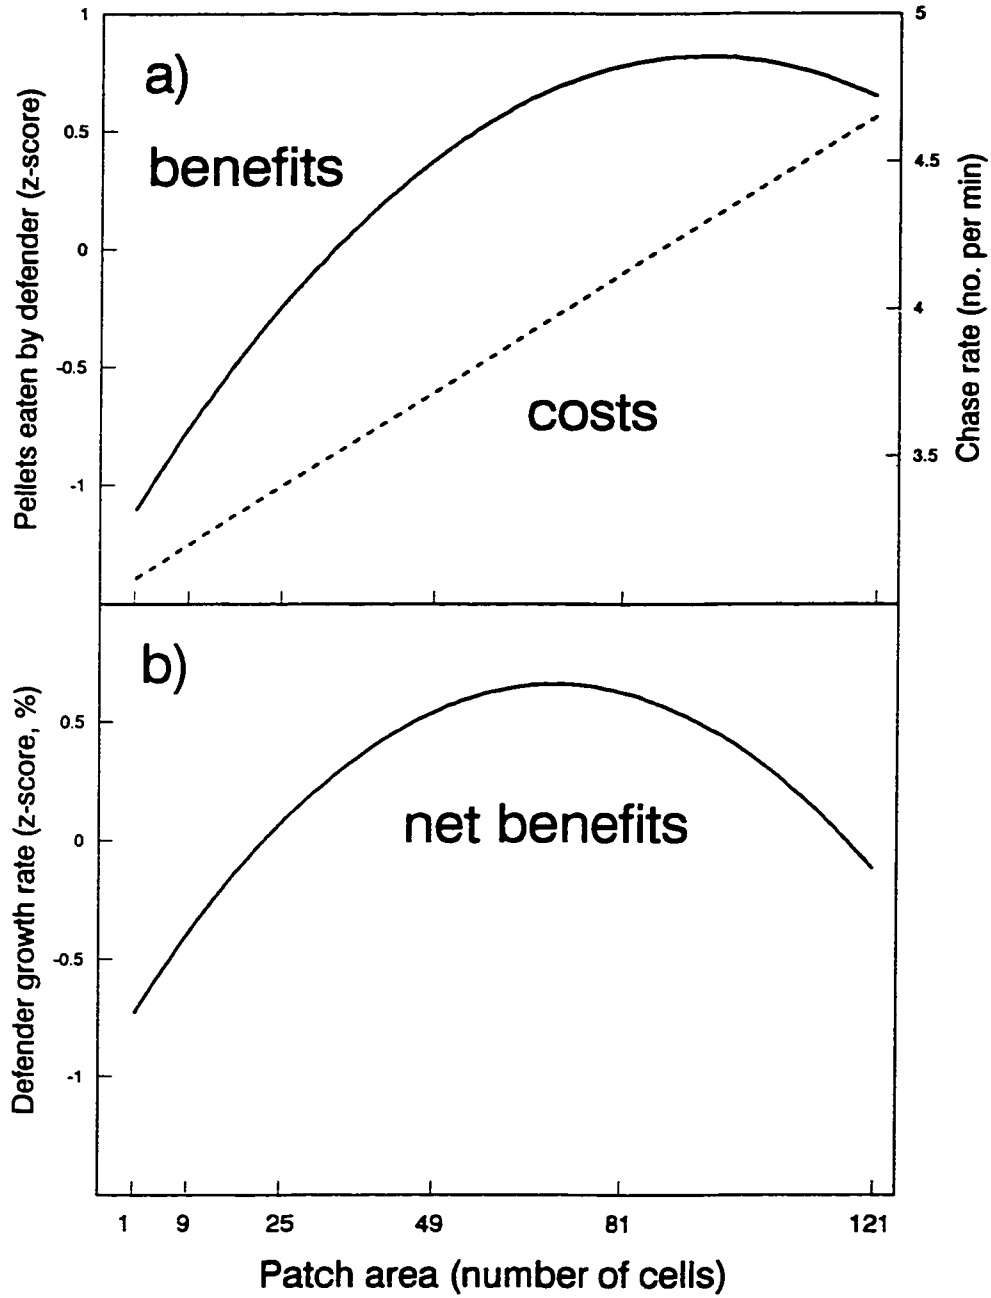 1
5
a)
0.5
benefits
4.5
0
4
-0.5
costs
3.5
-1
Pellets eaten by defender (z-score)
Chase rate (no. per min)
b)
0.5
net benefits
0
-0.5
-1
Defender growth rate (z-score, %)
1 9 25 49 81 121
Patch area (number of cells)